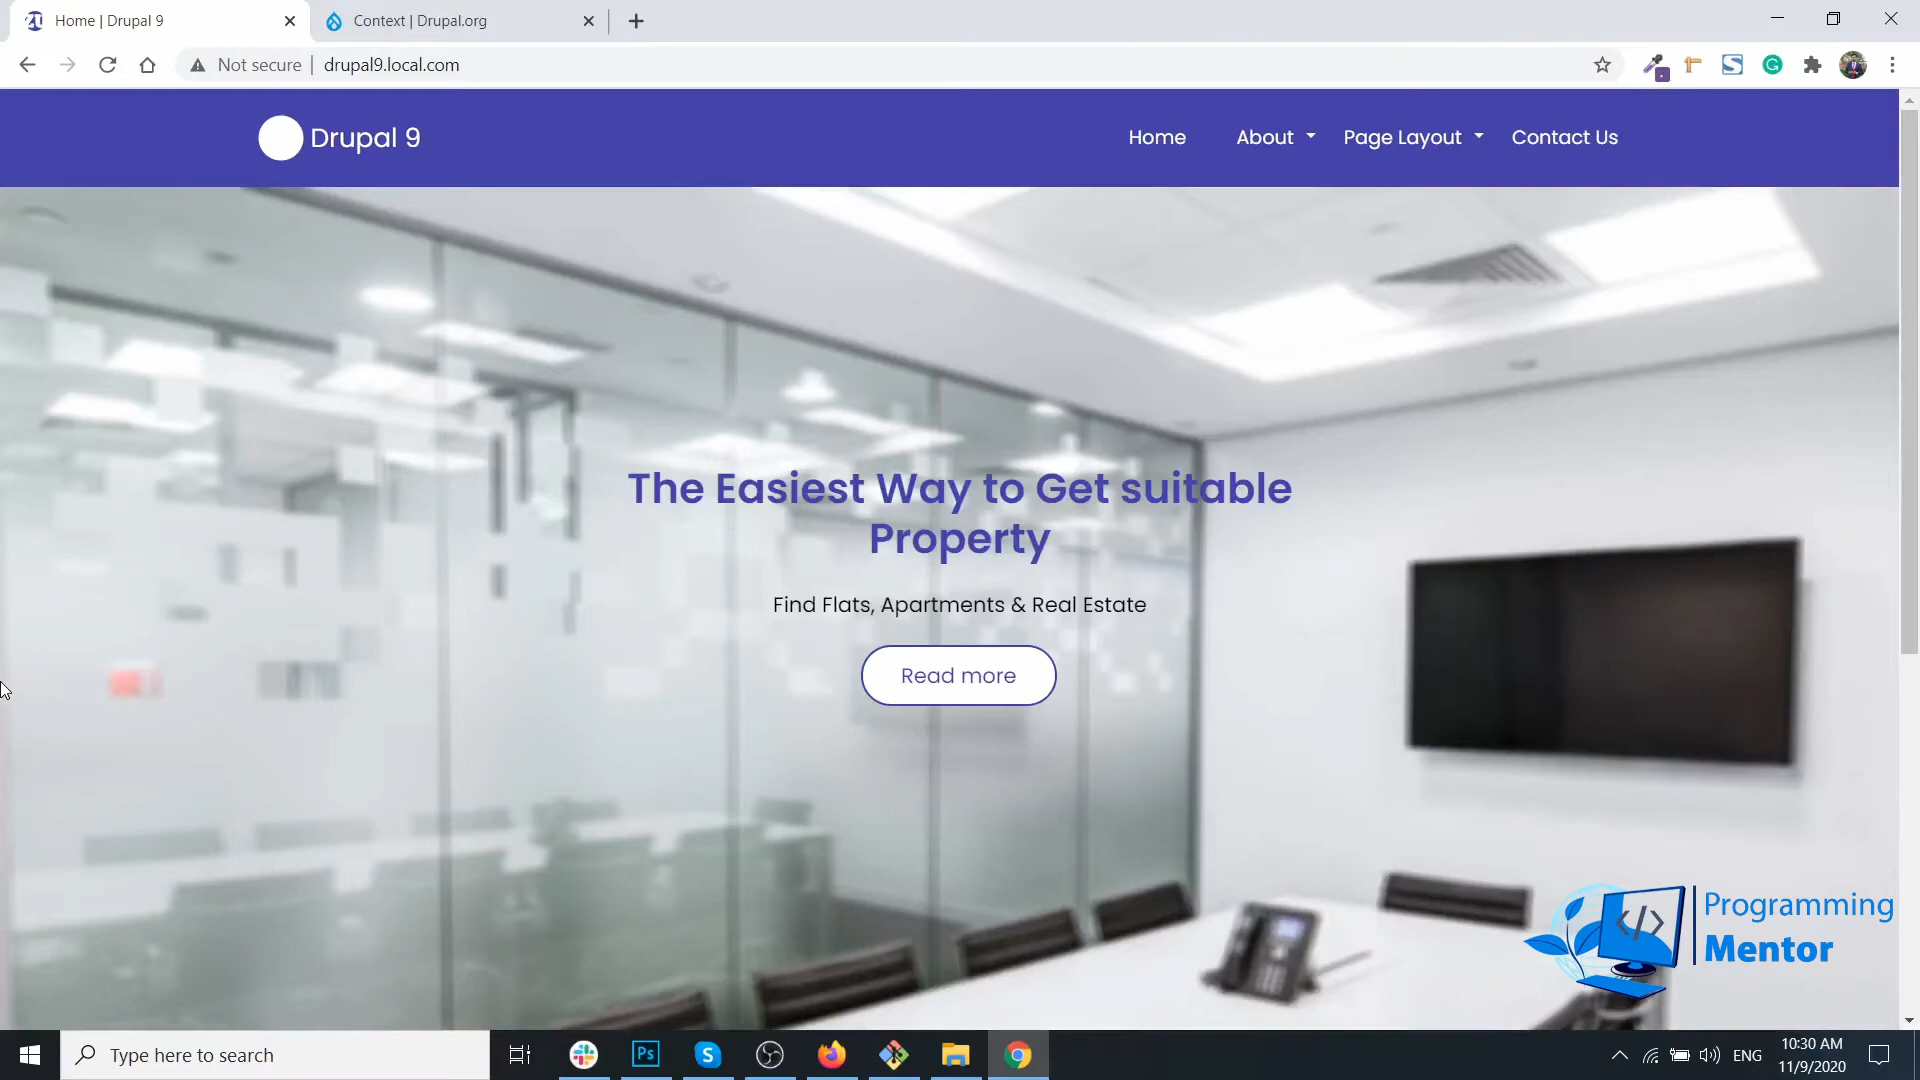 Home | Drupal 9
Context | Drupal.org
Not secure
drupal9.local.com
Drupal 9
Home
About
Page Layout
Contact Us
The Easiest Way to Get suitable
Property
Find Flats, Apartments & Real Estate
Read more
</>
Programming
Mentor
Type here to search
Ps
S
ENG
10:30 AM
11/9/2020